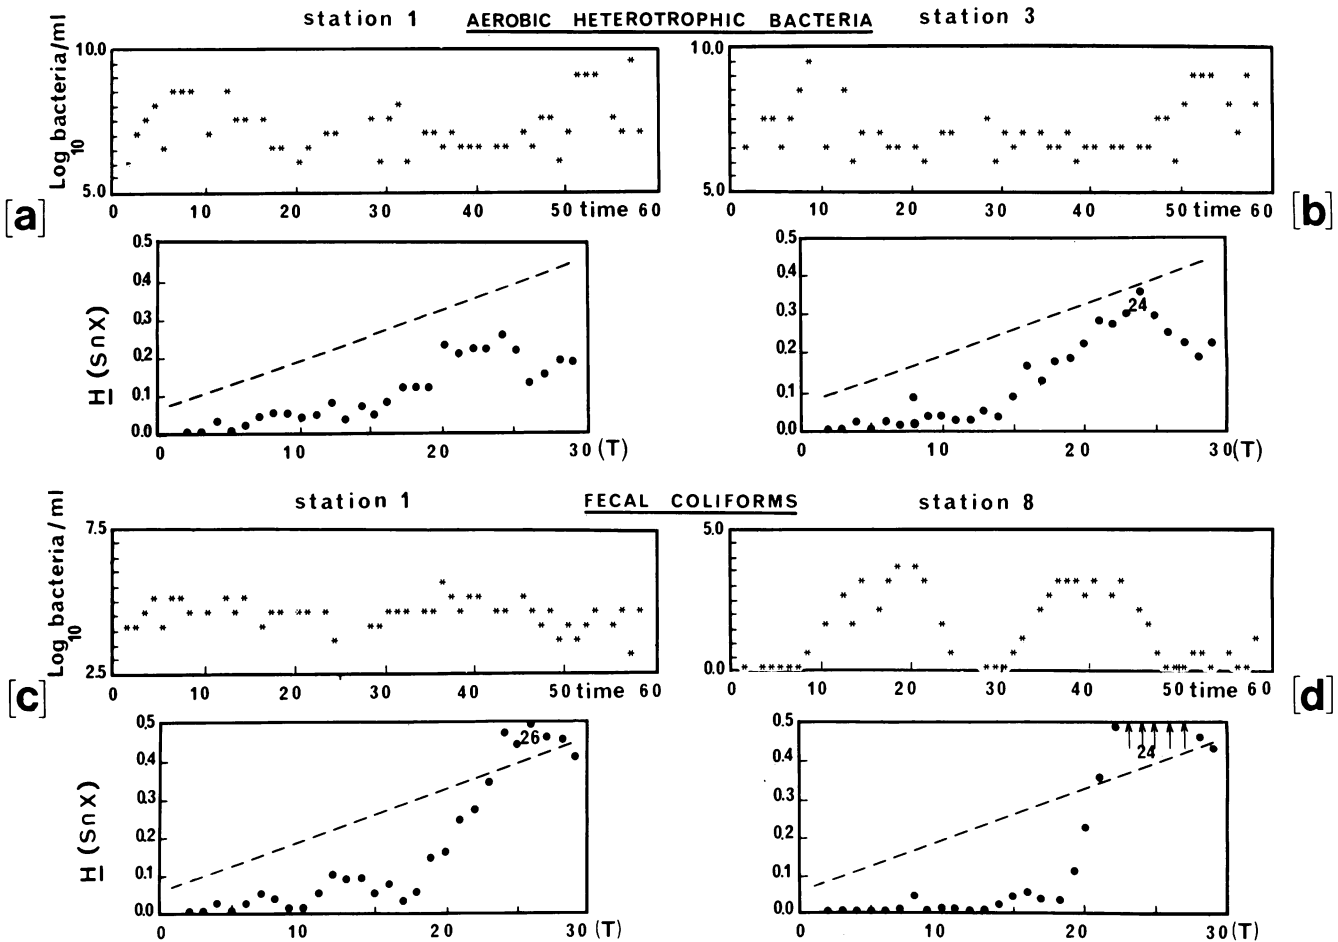 station 1 AEROBIC HETEROTROPHIC BACTERIA station 3
Log10 bacteria/ml
10.0
5.0
0 10 20 30 40 50 time 60
10.0
5.0
0 10 20 30 40 50 time 60
[a]
[b]
H (SnX)
0.5
0.4
0.3
0.2
0.1
0.0
0 10 20 30 (T)
0.5
0.4
0.3
0.2
0.1
0.0
24
0 10 20 30 (T)
station 1 FECAL COLIFORMS station 8
Log10 bacteria/ml
7.5
2.5
0 10 20 30 40 50 time 60
5.0
0.0
0 10 20 30 40 50 time 60
[c]
[d]
H (SnX)
0.5
0.4
0.3
0.2
0.1
0.0
26
0 10 20 30 (T)
0.5
0.4
0.3
0.2
0.1
0.0
24
0 10 20 30 (T)